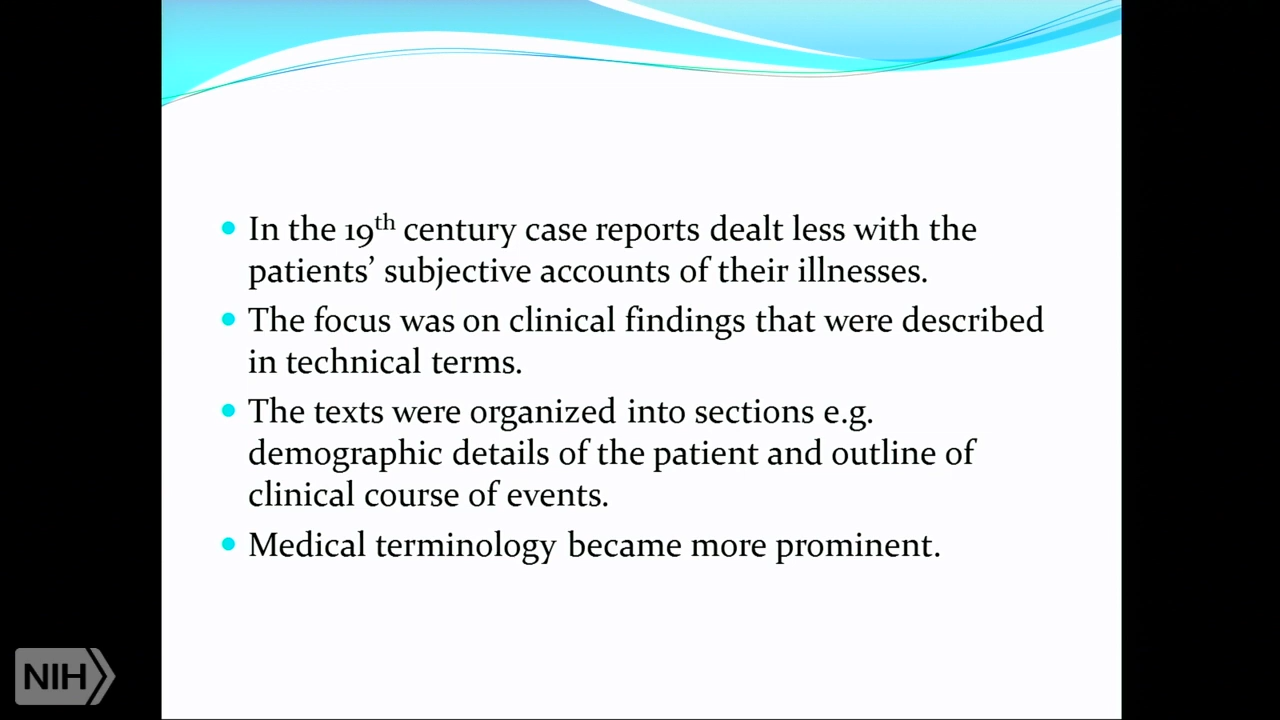 In the 19th century case reports dealt less with the
patients’ subjective accounts of their illnesses.
The focus was on clinical findings that were described
in technical terms.
The texts were organized into sections e.g.
demographic details of the patient and outline of
clinical course of events.
Medical terminology became more prominent.
NIH